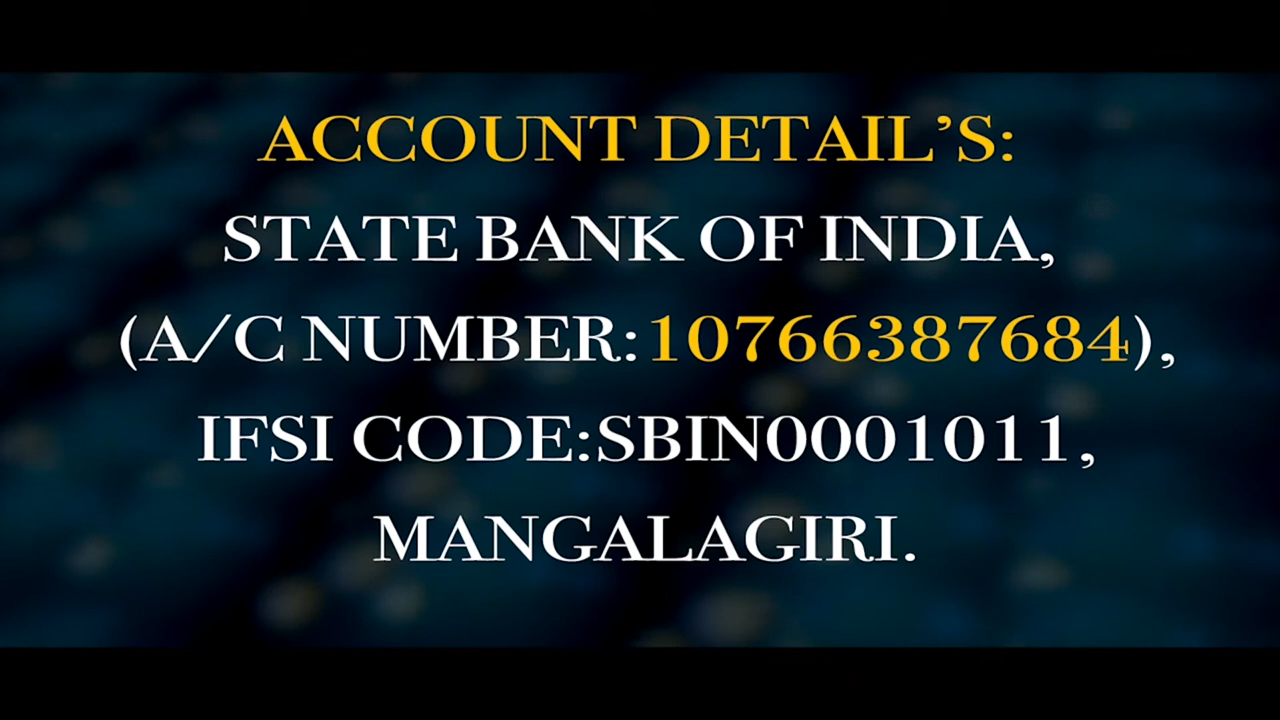 ACCOUNT DETAIL’S:
STATE BANK OF INDIA,
(A/C NUMBER:10766387684),
IFSI CODE:SBIN0001011,
MANGALAGIRI.